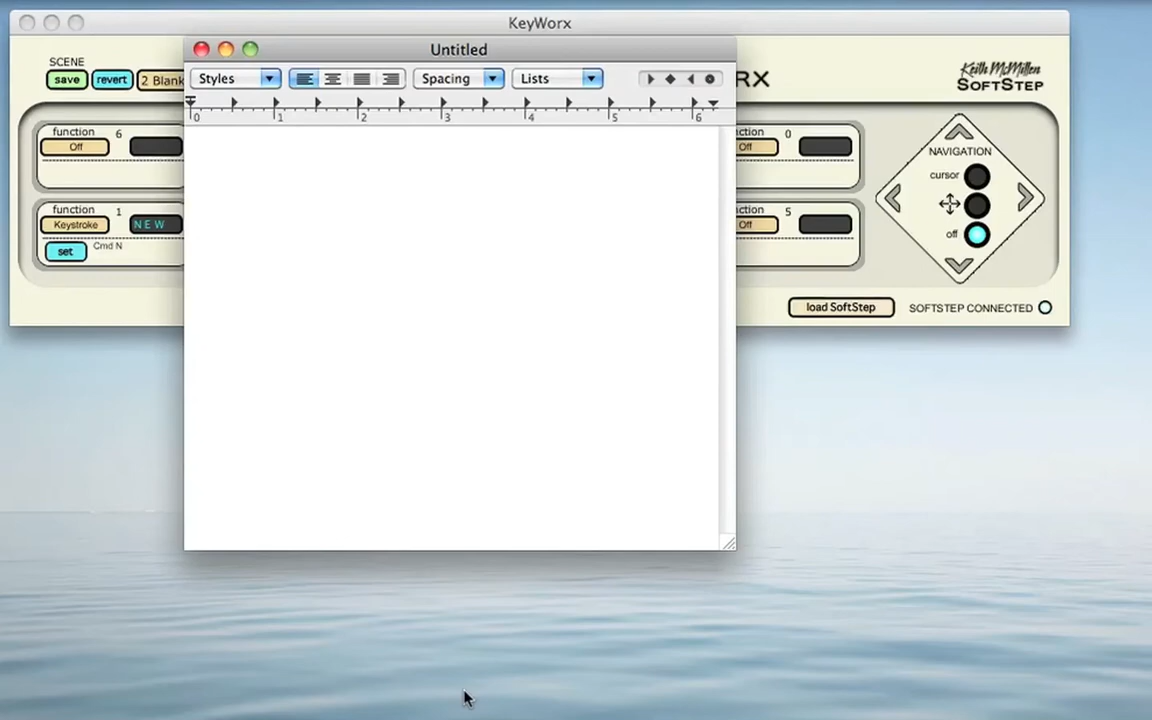 KeyWorx
Untitled
SCENE
save revert 2 Blank
Styles Spacing Lists
RX
Keith McMillen
SOFTSTEP
0 1 2 3 4 5 6
function 6
Off
function 1
Keystroke NEW
set Cmd N
ction 0
Off
ction 5
Off
NAVIGATION
cursor
off
load SoftStep SOFTSTEP CONNECTED